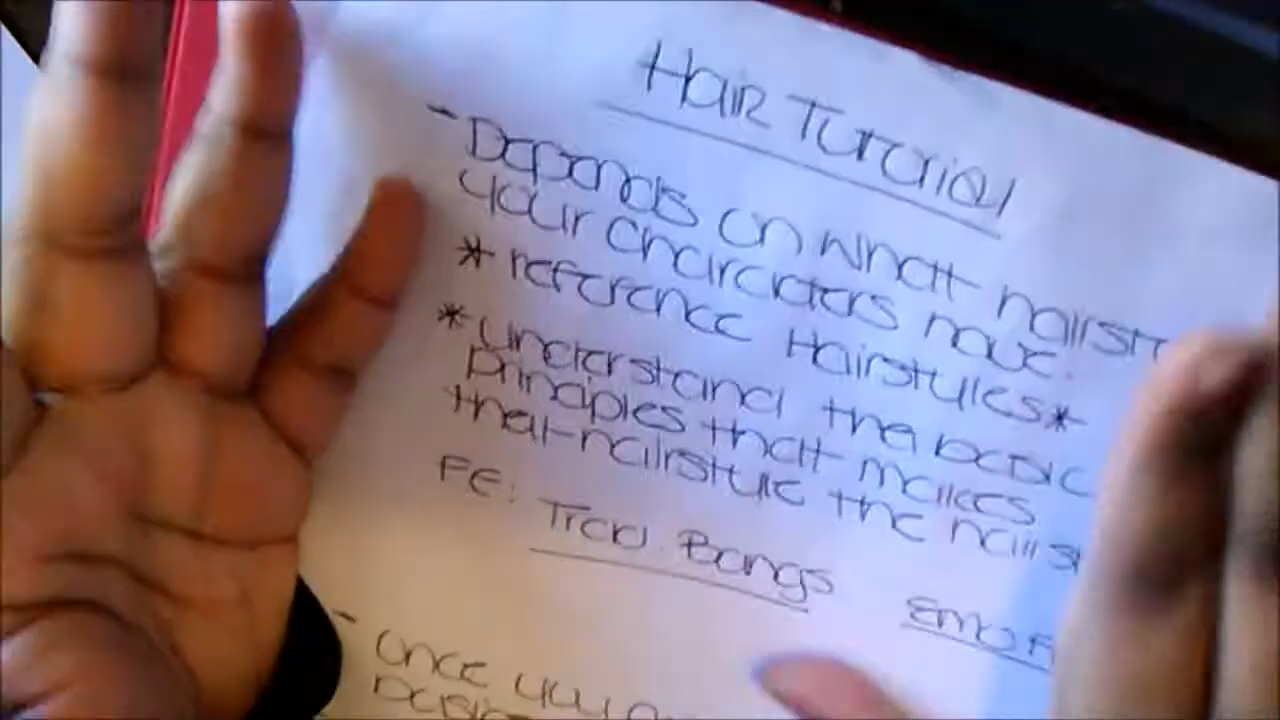 Hair Tutorial
- Depends on what hairst
your characters have.
* reference Hairstyles *
* understand the basic
principles that makes
that hairstyle the hairst
FE: Trad. Bangs Emo
- Once you